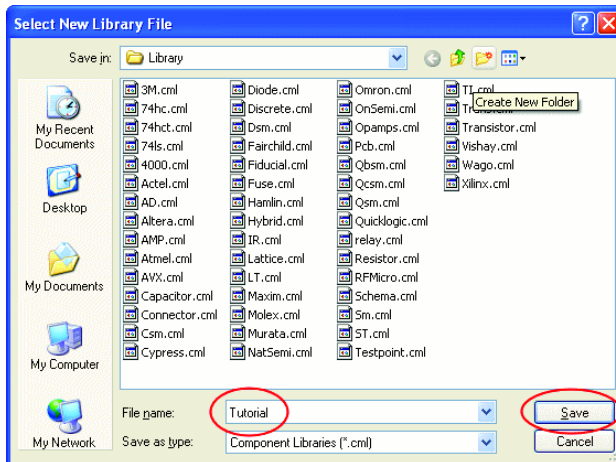 Select New Library File
Save in: Library
My Recent Documents
Desktop
My Documents
My Computer
My Network
3M.cml
74hc.cml
74hct.cml
74ls.cml
4000.cml
Actel.cml
AD.cml
Altera.cml
AMP.cml
Atmel.cml
AVX.cml
Capacitor.cml
Connector.cml
Csm.cml
Cypress.cml
Diode.cml
Discrete.cml
Dsm.cml
Fairchild.cml
Fiducial.cml
Fuse.cml
Hamlin.cml
Hybrid.cml
IR.cml
Lattice.cml
LT.cml
Maxim.cml
Molex.cml
Murata.cml
NatSemi.cml
Omron.cml
OnSemi.cml
Opamps.cml
Pcb.cml
Qbsm.cml
Qcsm.cml
Qsm.cml
Quicklogic.cml
relay.cml
Resistor.cml
RFMicro.cml
Schema.cml
Sm.cml
ST.cml
Testpoint.cml
TI.cml
Create New Folder
Transistor.cml
Vishay.cml
Wago.cml
Xilinx.cml
File name: Tutorial Save
Save as type: Component Libraries (*.cml) Cancel